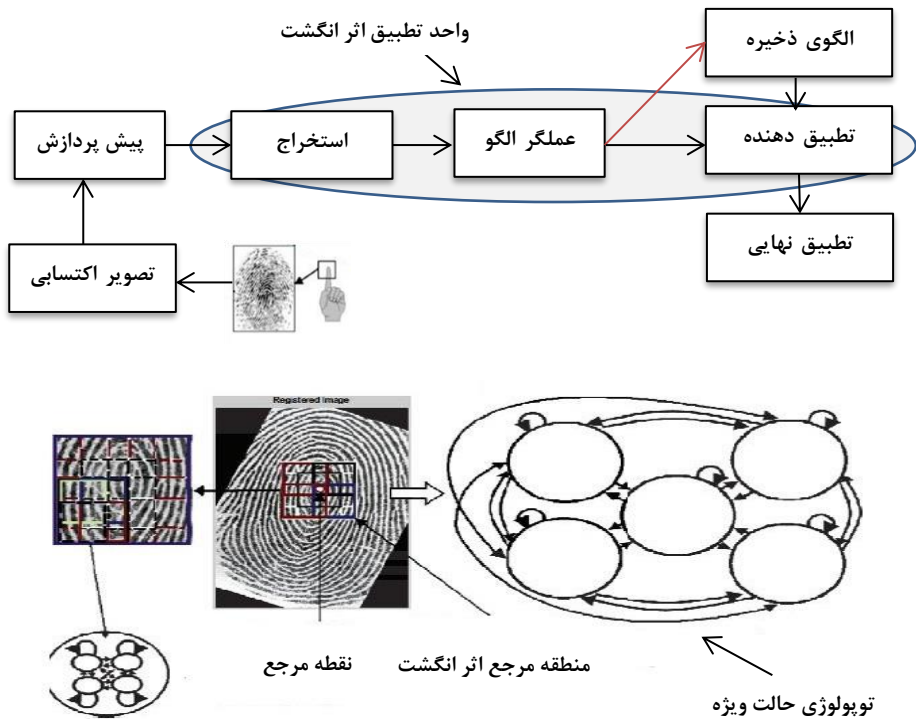 واحد تطبیق اثر انگشت
الگوی ذخیره
پیش پردازش
استخراج
عملگر الگو
تطبیق دهنده
تصویر اکتسابی
تطبیق نهایی
Registered Image
نقطه مرجع
منطقه مرجع اثر انگشت
توپولوژی حالت ویژه